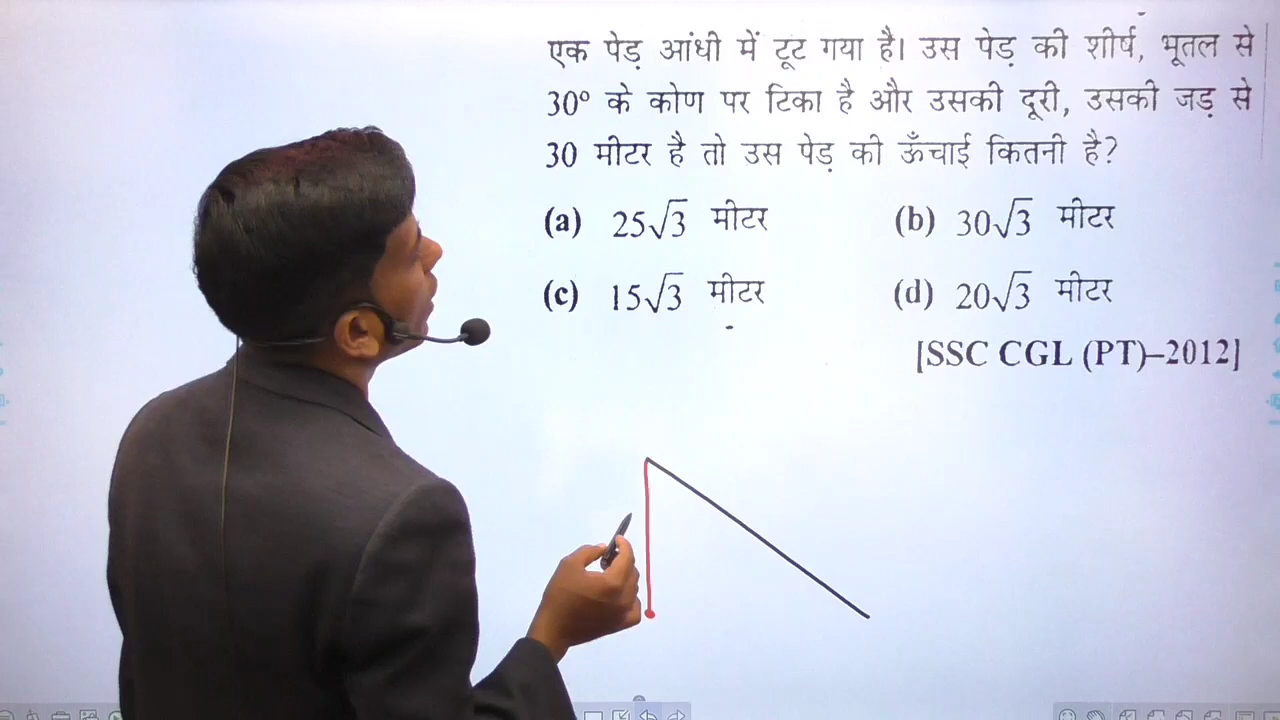 एक पेड़ आंधी में टूट गया है। उस पेड़ की शीर्ष, भूतल से
30° के कोण पर टिका है और उसकी दूरी, उसकी जड़ से
30 मीटर है तो उस पेड़ की ऊँचाई कितनी है?
(a) 25√3 मीटर (b) 30√3 मीटर
(c) 15√3 मीटर (d) 20√3 मीटर
[SSC CGL (PT)–2012]